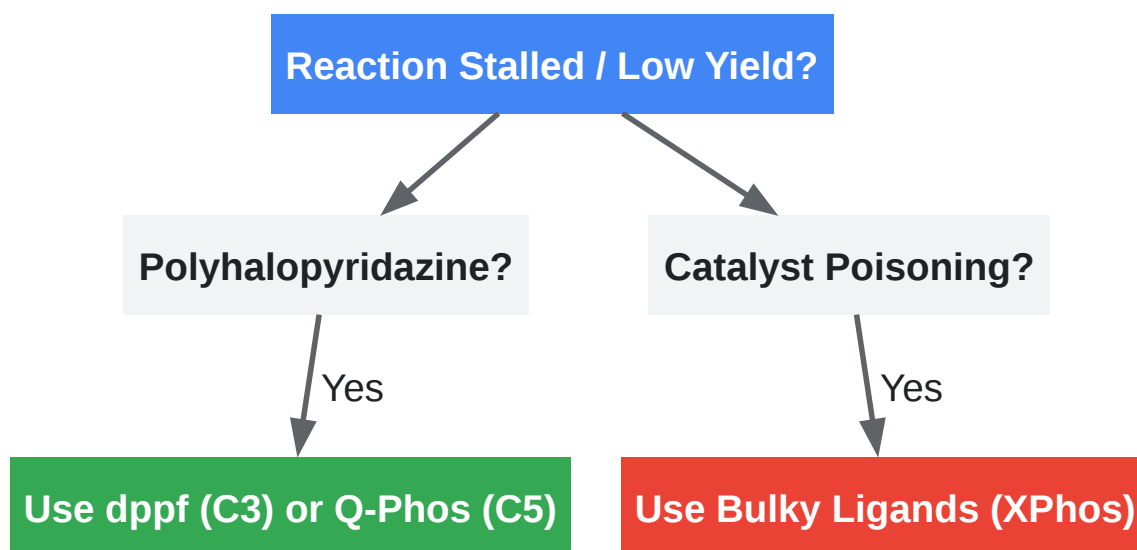 Reaction Stalled / Low Yield?
Polyhalopyridazine?
Catalyst Poisoning?
Yes
Yes
Use dppf (C3) or Q-Phos (C5)
Use Bulky Ligands (XPhos)